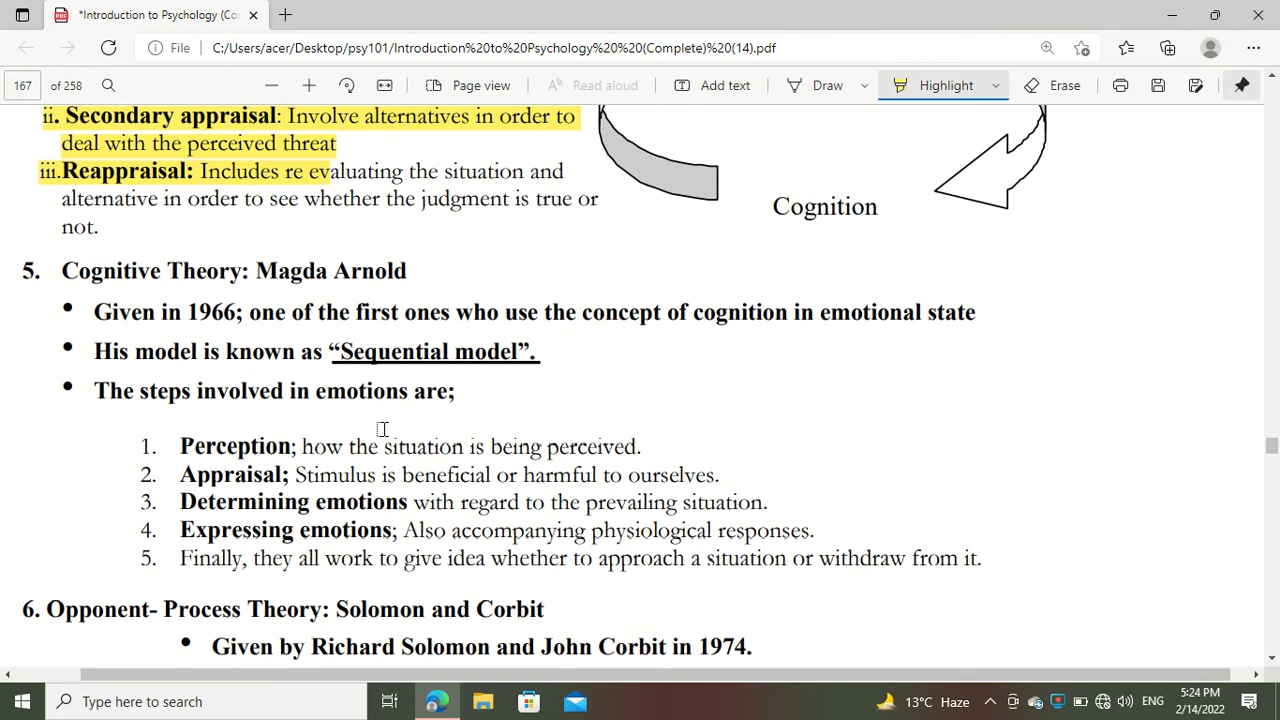 *Introduction to Psychology (Co
File C:/Users/acer/Desktop/psy101/Introduction%20to%20Psychology%20%20(Complete)%20(14).pdf
167 of 258 Page view Read aloud Add text Draw Highlight Erase
ii. Secondary appraisal: Involve alternatives in order to
deal with the perceived threat
iii.Reappraisal: Includes re evaluating the situation and
alternative in order to see whether the judgment is true or
not.
Cognition
5. Cognitive Theory: Magda Arnold
• Given in 1966; one of the first ones who use the concept of cognition in emotional state
• His model is known as “Sequential model”.
• The steps involved in emotions are;
1. Perception; how the situation is being perceived.
2. Appraisal; Stimulus is beneficial or harmful to ourselves.
3. Determining emotions with regard to the prevailing situation.
4. Expressing emotions; Also accompanying physiological responses.
5. Finally, they all work to give idea whether to approach a situation or withdraw from it.
6. Opponent- Process Theory: Solomon and Corbit
• Given by Richard Solomon and John Corbit in 1974.
Type here to search
13°C Haze
ENG
5:24 PM
2/14/2022